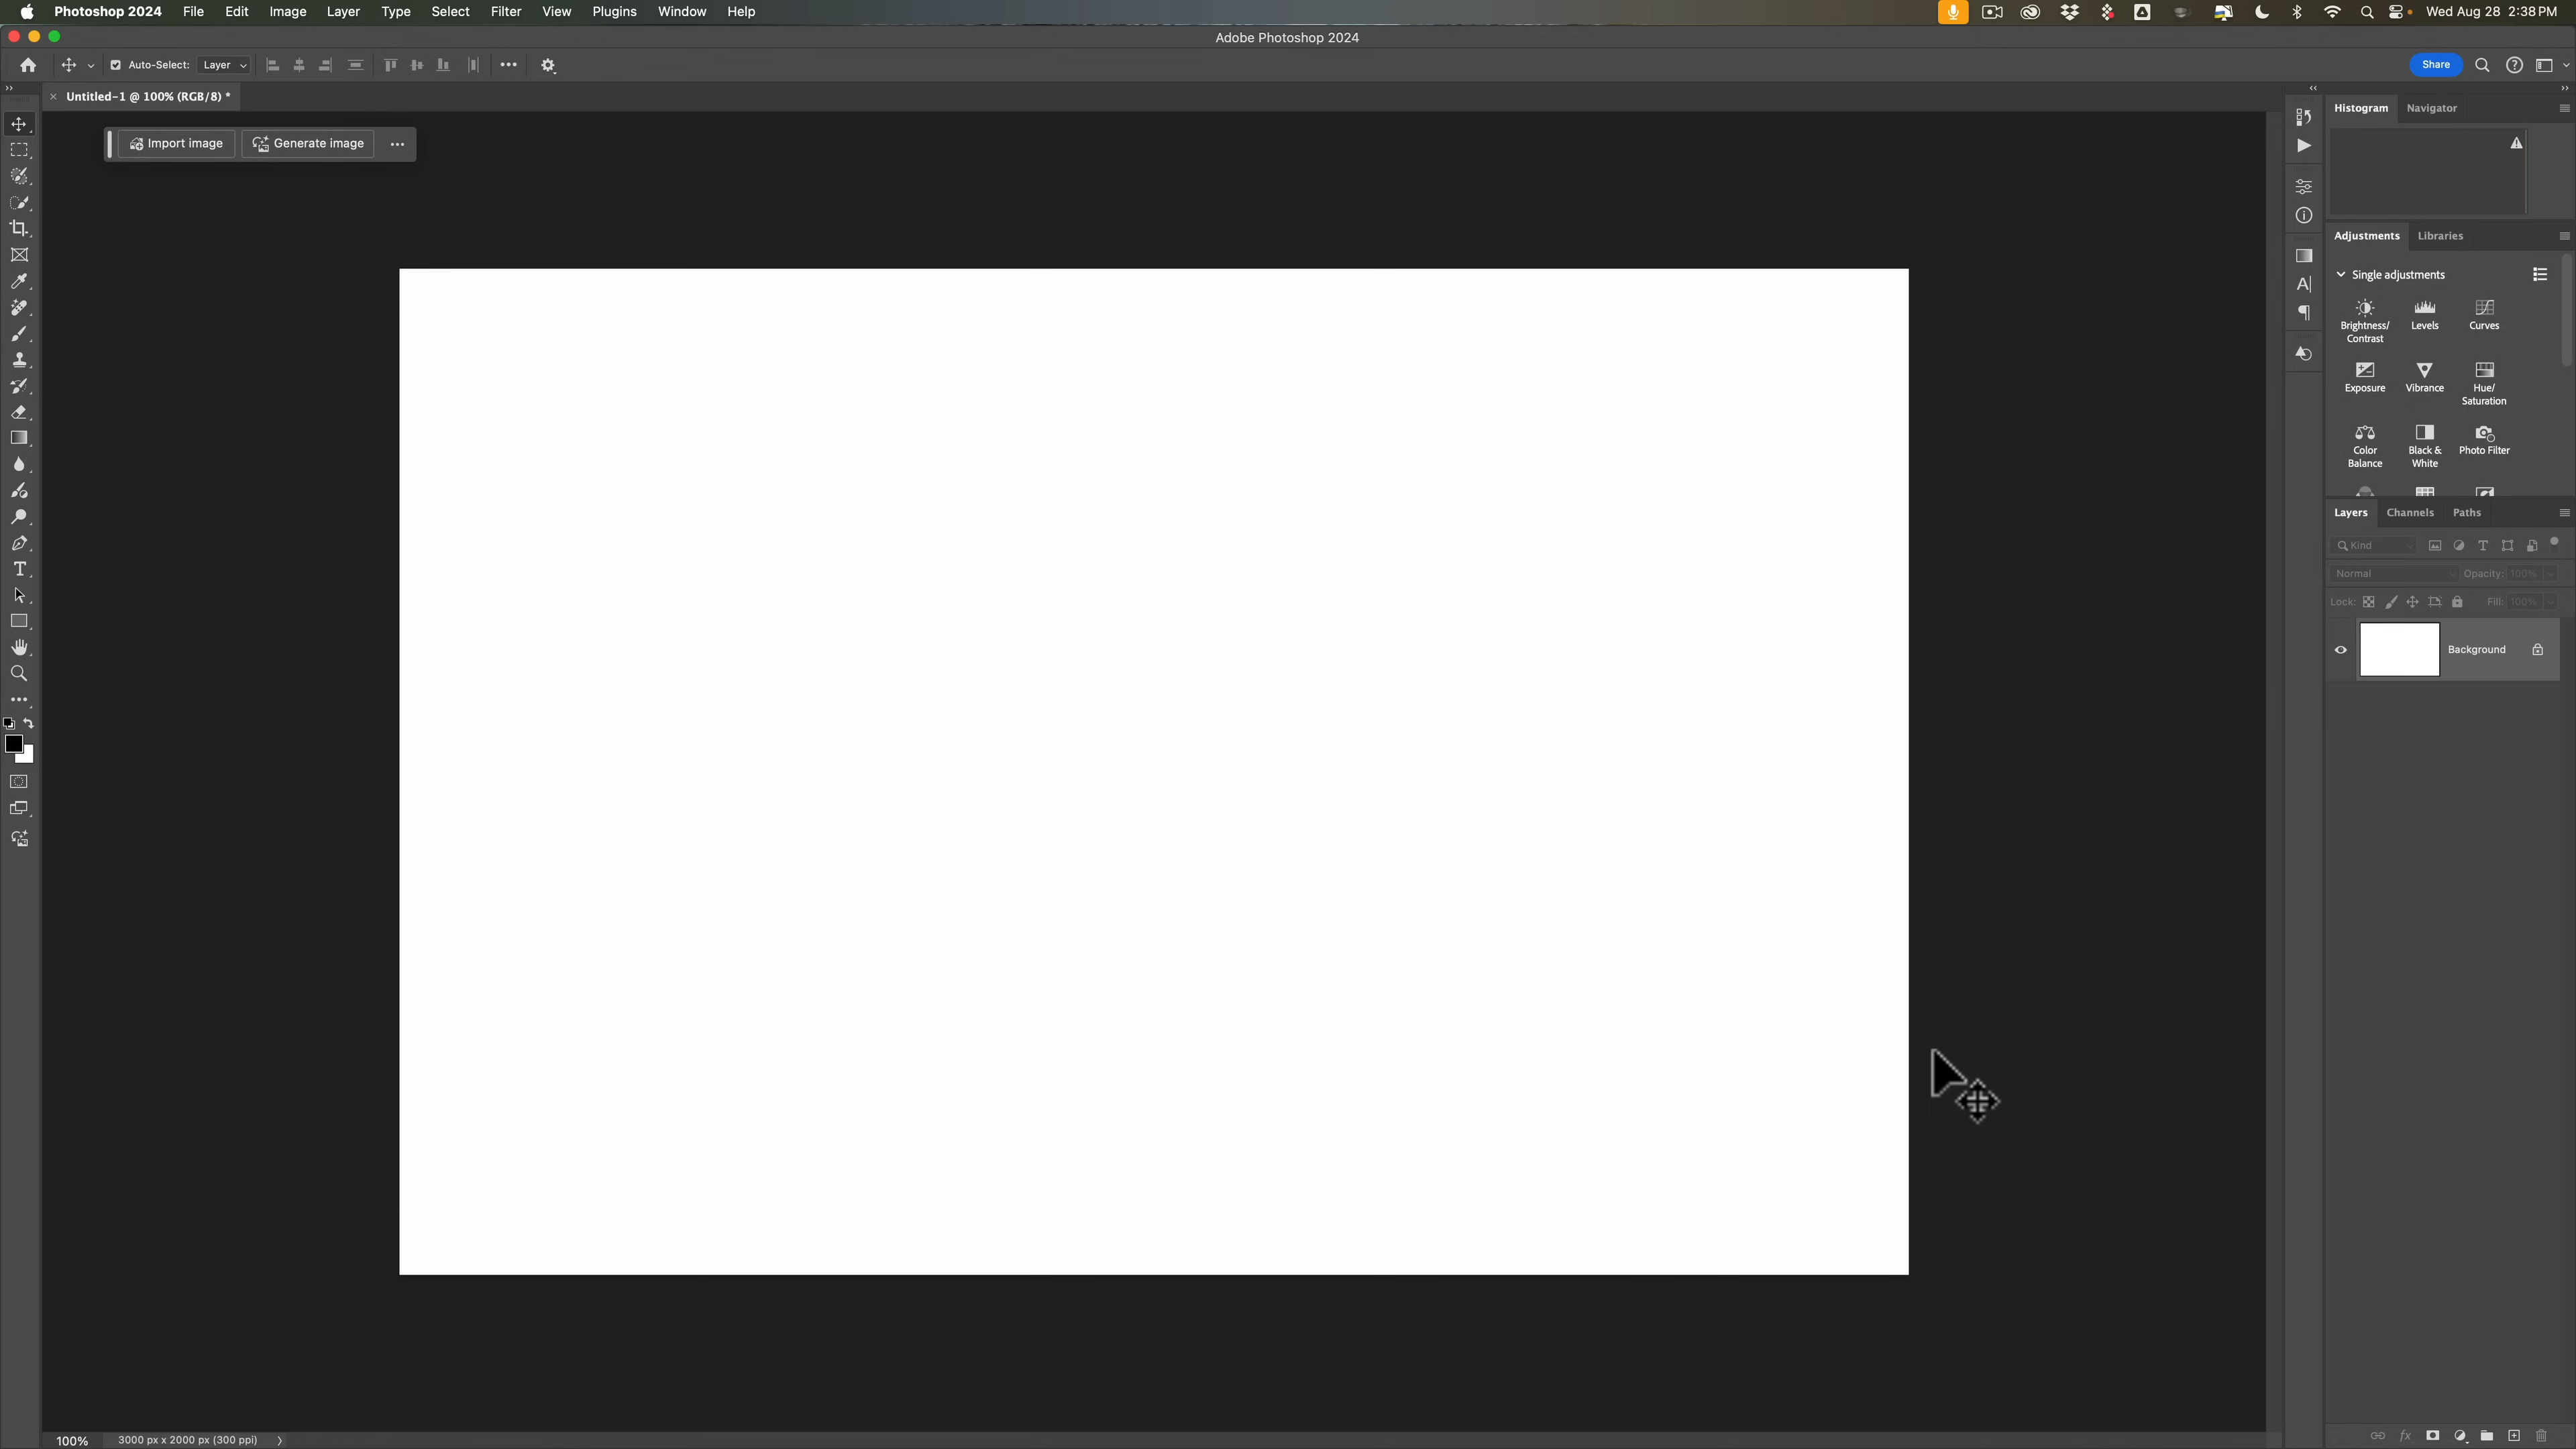 Photoshop 2024 File Edit Image Layer Type Select Filter View Plugins Window Help Wed Aug 28 2:38 PM
Adobe Photoshop 2024
Auto-Select: Layer Share
Untitled-1 @ 100% (RGB/8) *
Import image Generate image
Histogram Navigator
Adjustments Libraries
Single adjustments
Brightness/
Contrast
Levels
Curves
Exposure
Vibrance
Hue/
Saturation
Color
Balance
Black &
White
Photo Filter
Layers Channels Paths
Kind
Normal Opacity: 100%
Lock: Fill: 100%
Background
100% 3000 px x 2000 px (300 ppi)